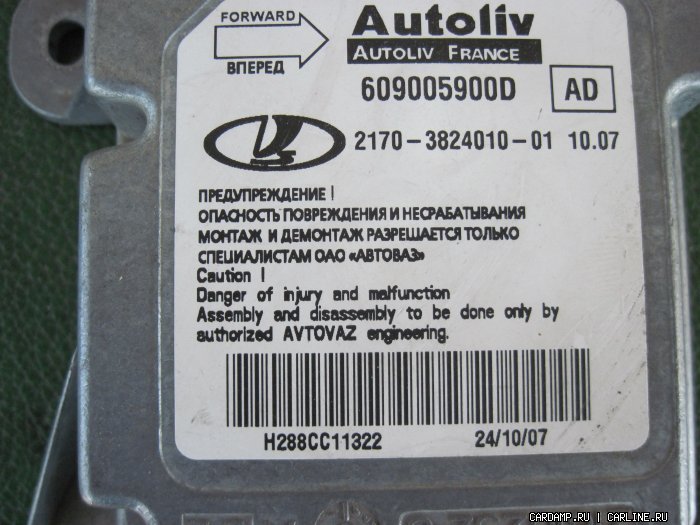 FORWARD
ВПЕРЕД
Autoliv
AUTOLIV FRANCE
609005900D
AD
2170-3824010-01 10.07
ПРЕДУПРЕЖДЕНИЕ !
ОПАСНОСТЬ ПОВРЕЖДЕНИЯ И НЕСРАБАТЫВАНИЯ
МОНТАЖ И ДЕМОНТАЖ РАЗРЕШАЕТСЯ ТОЛЬКО
СПЕЦИАЛИСТАМ ОАО «АВТОВАЗ»
Caution !
Danger of injury and malfunction
Assembly and disassembly to be done only by
authorized AVTOVAZ engineering.
H288CC11322
24/10/07
CARDAMP.RU | CARLINE.RU